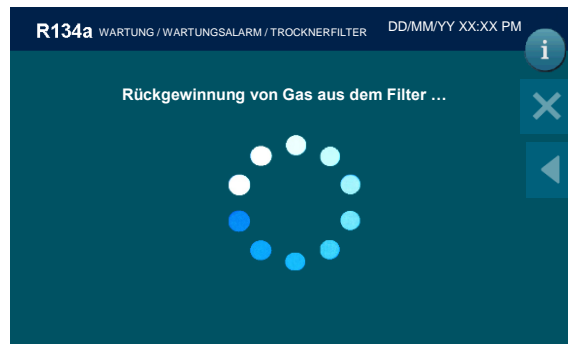 R134a WARTUNG / WARTUNGSALARM / TROCKNERFILTER DD/MM/YY XX:XX PM
i
Rückgewinnung von Gas aus dem Filter ...